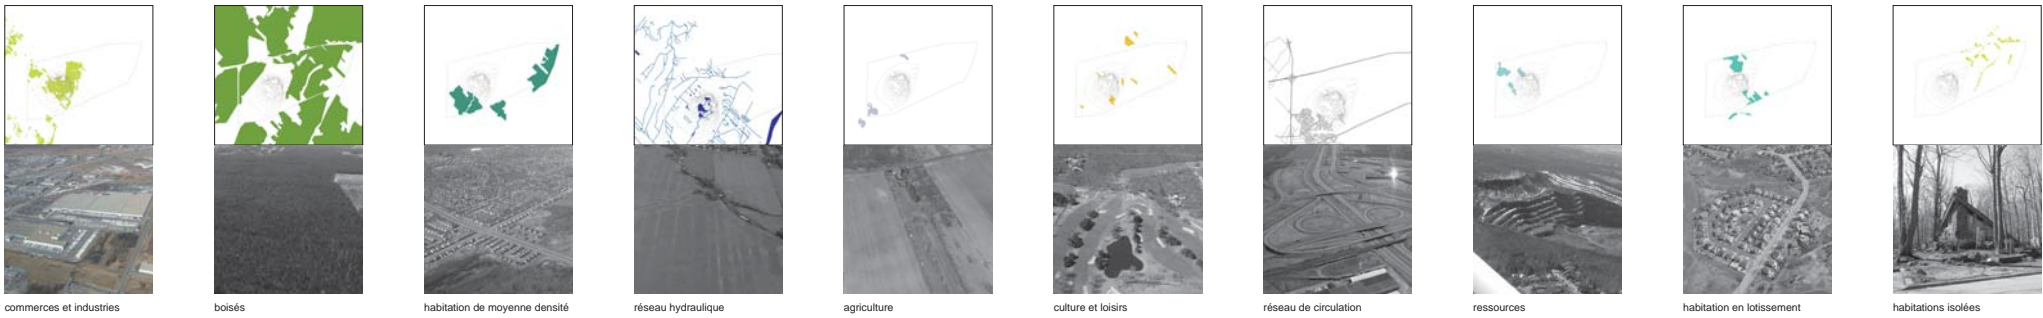 commerces et industries
boisés
habitation de moyenne densité
réseau hydraulique
agriculture
culture et loisirs
réseau de circulation
ressources
habitation en lotissement
habitations isolées